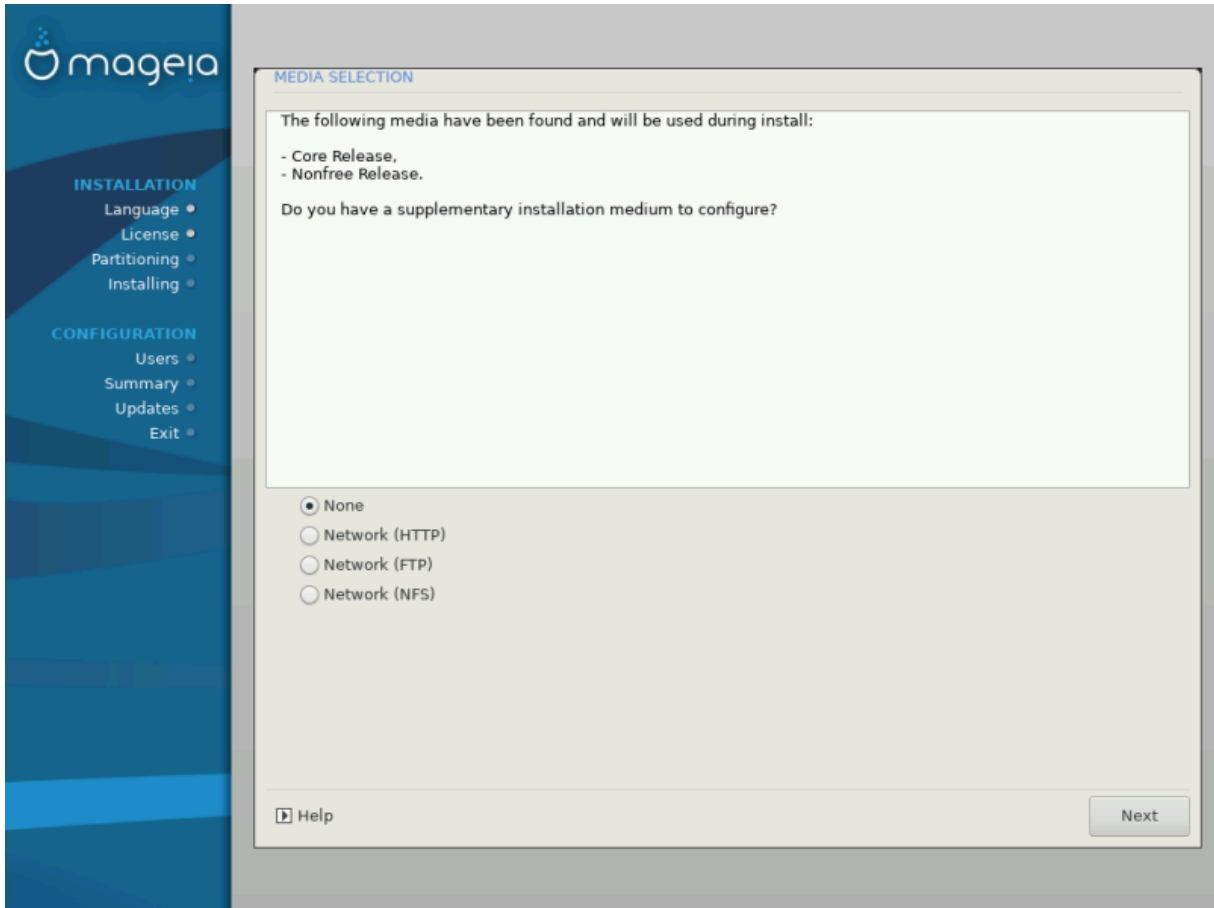 mageia
INSTALLATION
Language
License
Partitioning
Installing
CONFIGURATION
Users
Summary
Updates
Exit
MEDIA SELECTION
The following media have been found and will be used during install:
- Core Release,
- Nonfree Release.
Do you have a supplementary installation medium to configure?
None
Network (HTTP)
Network (FTP)
Network (NFS)
Help
Next